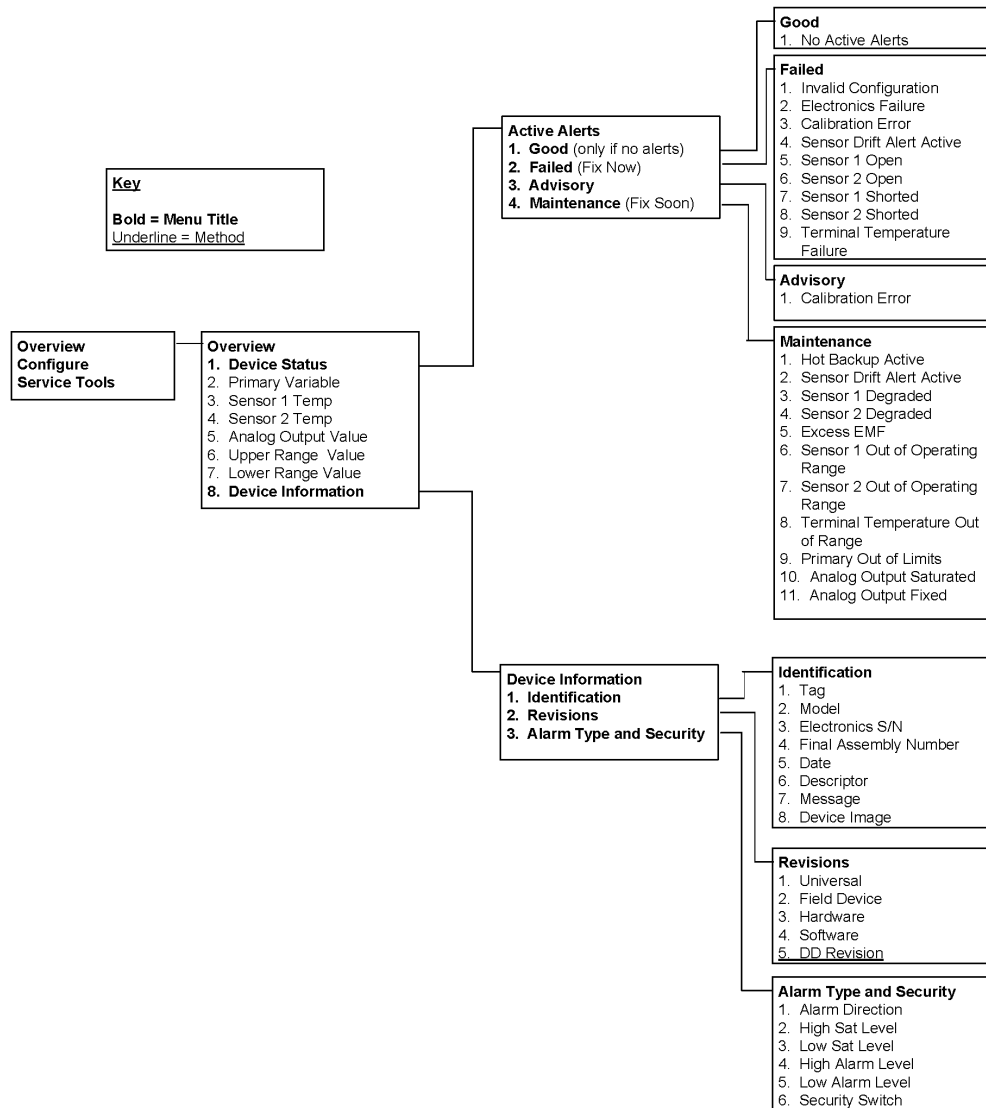 Good
1. No Active Alerts
Failed
1. Invalid Configuration
2. Electronics Failure
3. Calibration Error
4. Sensor Drift Alert Active
5. Sensor 1 Open
6. Sensor 2 Open
7. Sensor 1 Shorted
8. Sensor 2 Shorted
9. Terminal Temperature
Failure
Active Alerts
1. Good (only if no alerts)
2. Failed (Fix Now)
3. Advisory
4. Maintenance (Fix Soon)
Key
Bold = Menu Title
Underline = Method
Advisory
1. Calibration Error
Overview
Configure
Service Tools
Overview
1. Device Status
2. Primary Variable
3. Sensor 1 Temp
4. Sensor 2 Temp
5. Analog Output Value
6. Upper Range Value
7. Lower Range Value
8. Device Information
Maintenance
1. Hot Backup Active
2. Sensor Drift Alert Active
3. Sensor 1 Degraded
4. Sensor 2 Degraded
5. Excess EMF
6. Sensor 1 Out of Operating
Range
7. Sensor 2 Out of Operating
Range
8. Terminal Temperature Out
of Range
9. Primary Out of Limits
10. Analog Output Saturated
11. Analog Output Fixed
Device Information
1. Identification
2. Revisions
3. Alarm Type and Security
Identification
1. Tag
2. Model
3. Electronics S/N
4. Final Assembly Number
5. Date
6. Descriptor
7. Message
8. Device Image
Revisions
1. Universal
2. Field Device
3. Hardware
4. Software
5. DD Revision
Alarm Type and Security
1. Alarm Direction
2. High Sat Level
3. Low Sat Level
4. High Alarm Level
5. Low Alarm Level
6. Security Switch